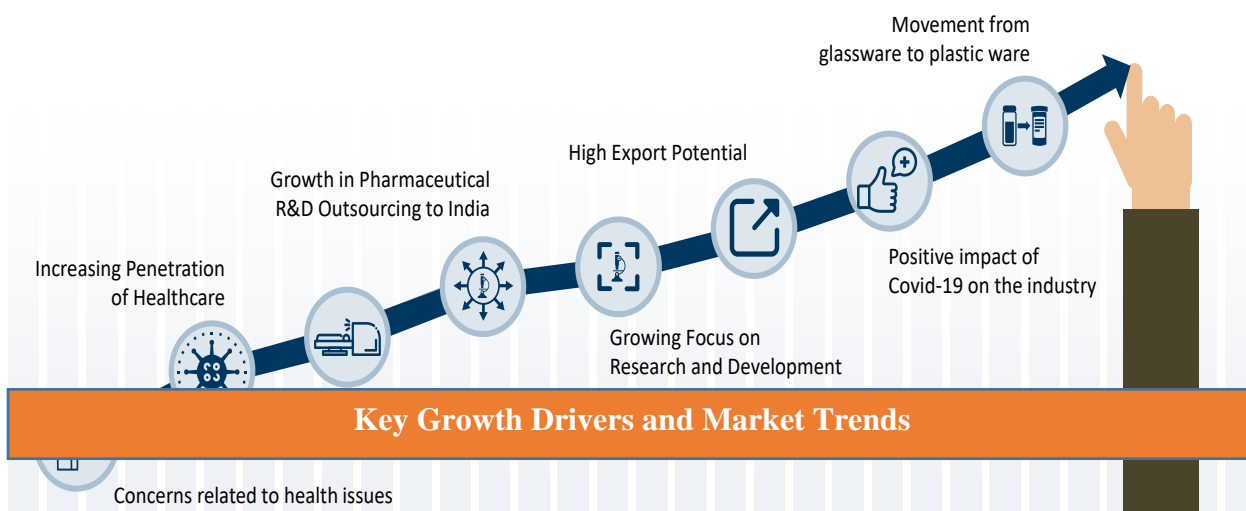 Movement from
glassware to plastic ware
High Export Potential
Growth in Pharmaceutical
R&D Outsourcing to India
Positive impact of
Covid-19 on the industry
Increasing Penetration
of Healthcare
Growing Focus on
Research and Development
Key Growth Drivers and Market Trends
Concerns related to health issues